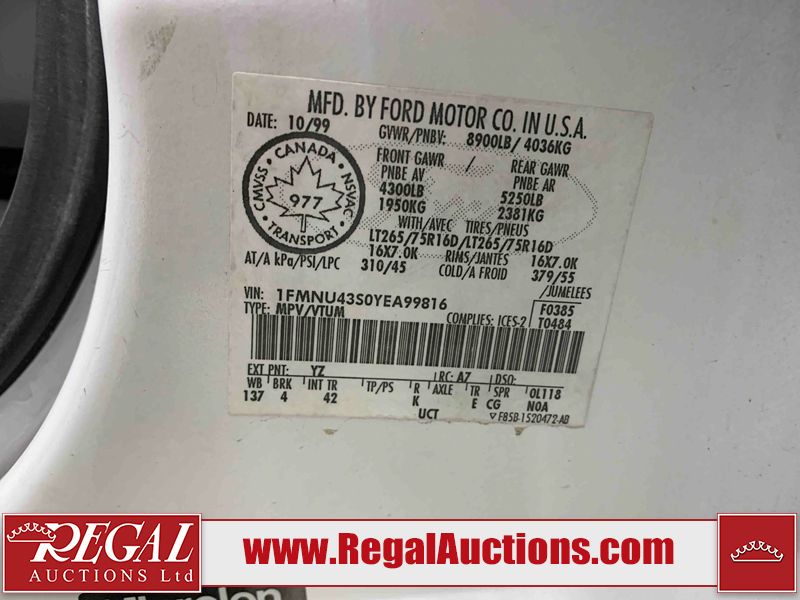 MFD. BY FORD MOTOR CO. IN U.S.A.
DATE: 10/99 GVWR/PNBV: 8900LB/ 4036KG
FRONT GAWR / REAR GAWR
PNBE AV PNBE AR
4300LB 5250LB
1950KG 2381KG
CMVSS · CANADA · NSVAC
977
· TRANSPORT ·
WITH/AVEC TIRES/PNEUS
LT265/75R16D/LT265/75R16D
16X7.0K RIMS/JANTES 16X7.0K
AT/A kPa/PSI/LPC 310/45 COLD/A FROID 379/55
VIN: 1FMNU43S0YEA99816
TYPE: MPV/VTUM COMPLIES: ICES-2
F0385
T0484
EXT PNT: YZ RC: A7 DSO:
WB BRK INT TR TP/PS R AXLE TR SPR OL118
137 4 42 K E CG N0A
UCT F85B-1520472-AB
REGAL
AUCTIONS Ltd
www.RegalAuctions.com